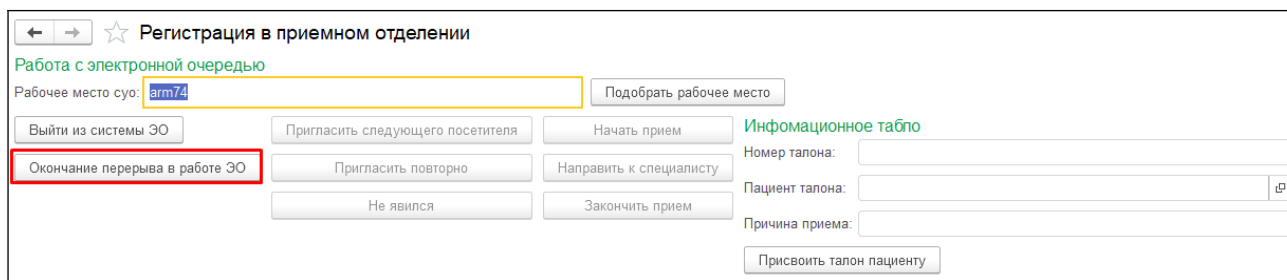 Регистрация в приемном отделении
Работа с электронной очередью
Рабочее место суо: arm74 Подобрать рабочее место
Выйти из системы ЭО Пригласить следующего посетителя Начать прием Инфомационное табло
Номер талона:
Окончание перерыва в работе ЭО Пригласить повторно Направить к специалисту
Пациент талона:
Не явился Закончить прием
Причина приема:
Присвоить талон пациенту